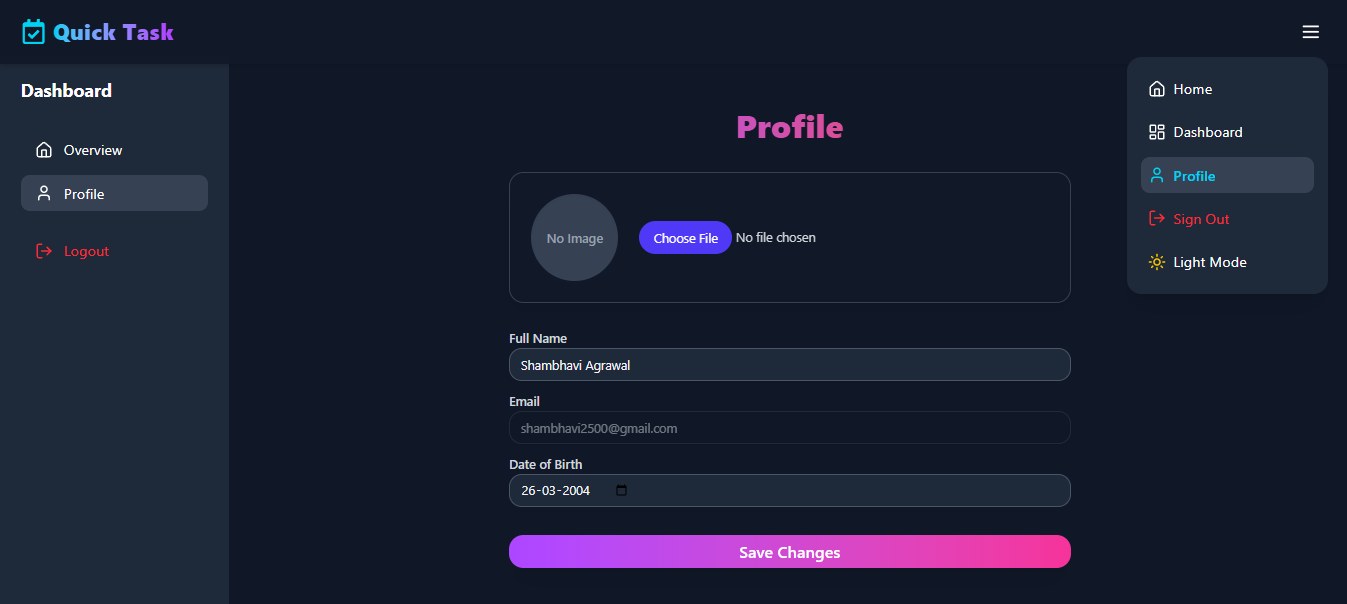 Quick Task
Dashboard
Overview
Profile
Logout
Profile
No Image
Choose File No file chosen
Full Name
Shambhavi Agrawal
Email
shambhavi2500@gmail.com
Date of Birth
26-03-2004
Save Changes
Home
Dashboard
Profile
Sign Out
Light Mode